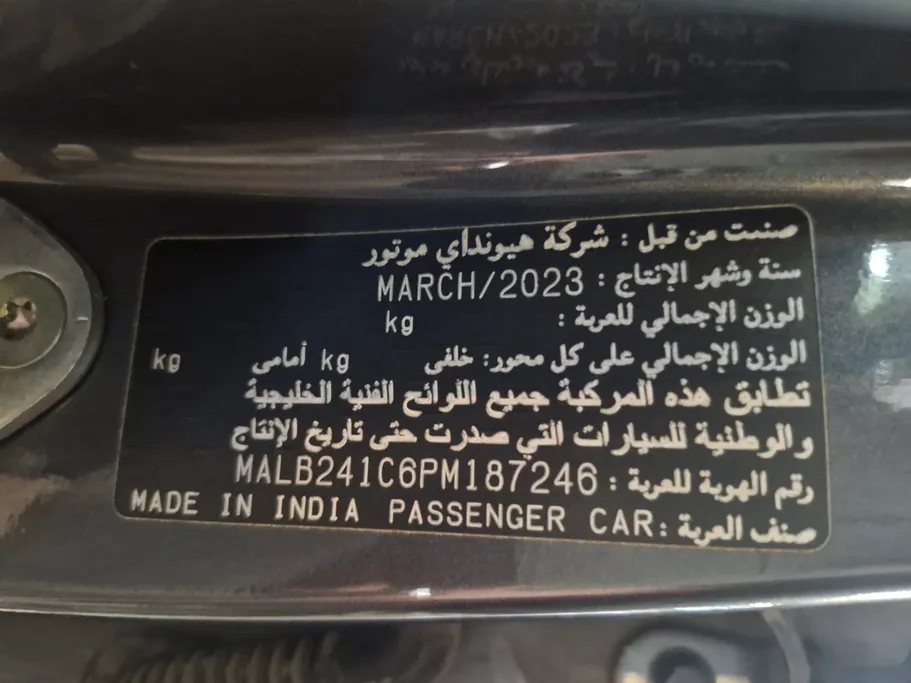 صنعت من قبل : شركة هيونداي موتور
سنة وشهر الإنتاج : MARCH/2023
الوزن الإجمالي للعربة : kg
الوزن الإجمالي على كل محور: خلفى kg أمامى kg
تطابق هذه المركبة جميع اللوائح الفنية الخليجية
والوطنية للسيارات التي صدرت حتى تاريخ الإنتاج
رقم الهوية للعربة : MALB241C6PM187246
صنف العربة : PASSENGER CAR MADE IN INDIA